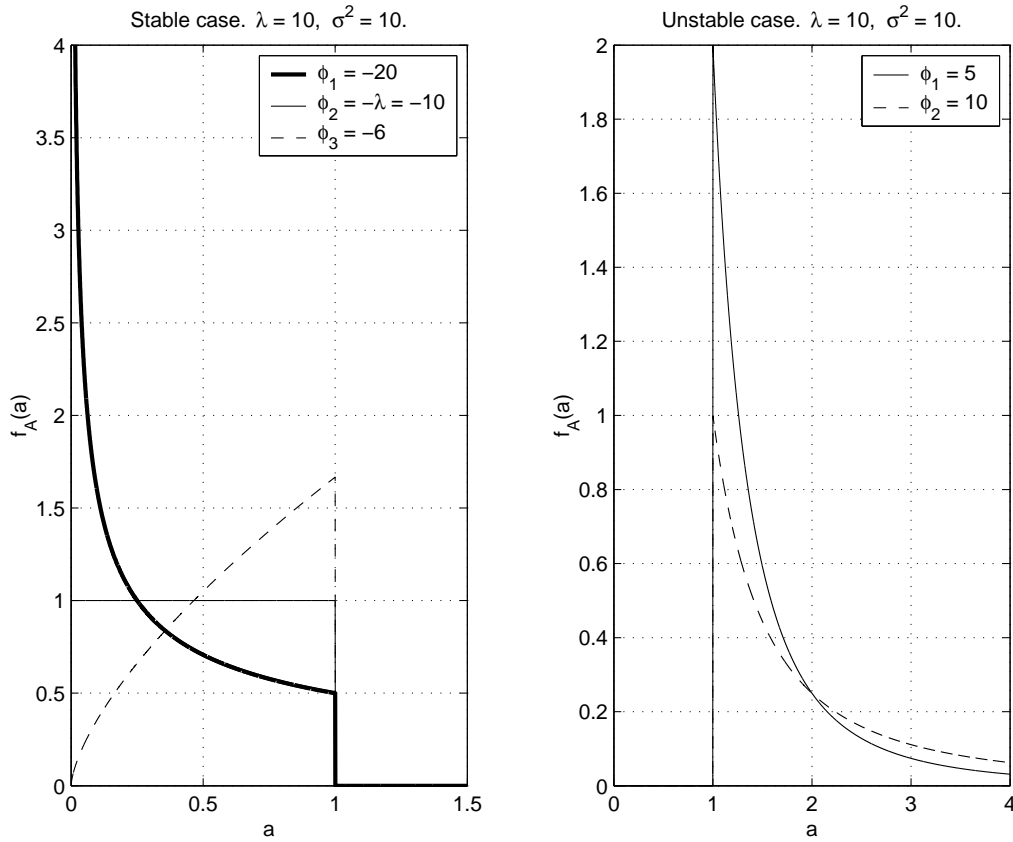 Stable case. λ = 10, σ² = 10.
f_A(a)
4
3.5
3
2.5
2
1.5
1
0.5
0
0 0.5 1 1.5
a
ϕ₁ = −20
ϕ₂ = −λ = −10
ϕ₃ = −6
Unstable case. λ = 10, σ² = 10.
f_A(a)
2
1.8
1.6
1.4
1.2
1
0.8
0.6
0.4
0.2
0
0 1 2 3 4
a
ϕ₁ = 5
ϕ₂ = 10